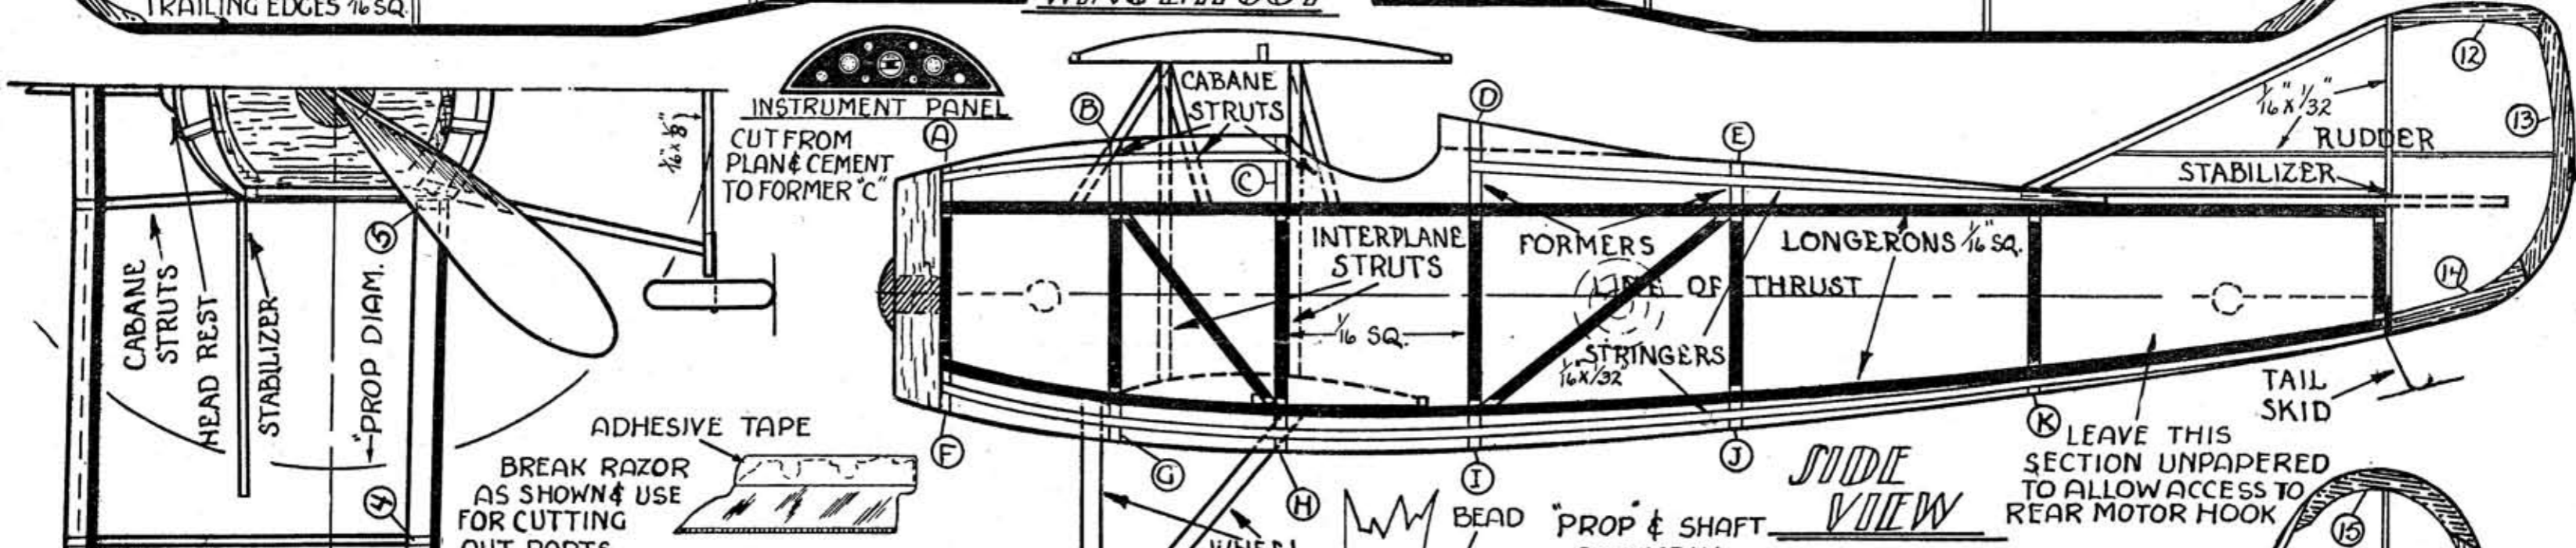 TRAILING EDGES 1/16 SQ.
INSTRUMENT PANEL
CUT FROM
PLAN & CEMENT
TO FORMER "C"
1/16" X 1/8"
CABANE
STRUTS
A
B
C
D
E
12
13
14
1/16" X 1/32"
RUDDER
STABILIZER
INTERPLANE
STRUTS
FORMERS
LONGERONS 1/16" SQ.
LINE OF THRUST
1/16 SQ.
STRINGERS
1/16" X 1/32"
CABANE
STRUTS
HEAD REST
STABILIZER
"PROP DIAM.
5
4
F
G
H
I
J
K
TAIL
SKID
LEAVE THIS
SECTION UNPAPERED
TO ALLOW ACCESS TO
REAR MOTOR HOOK
15
ADHESIVE TAPE
BREAK RAZOR
AS SHOWN & USE
FOR CUTTING
OUT PARTS
WHEEL
BEAD
"PROP" & SHAFT
SIDE
VIEW